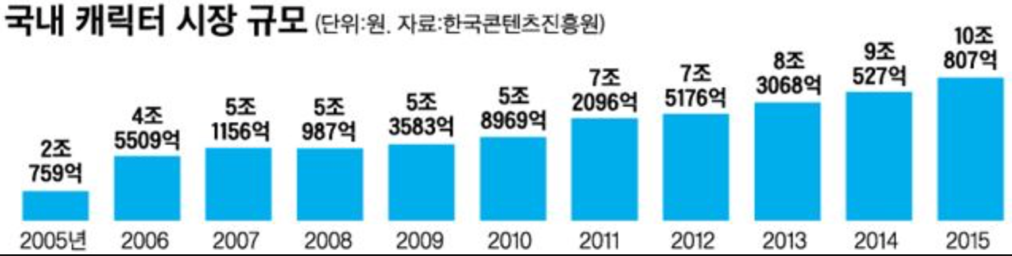 국내 캐릭터 시장 규모 (단위:원, 자료:한국콘텐츠진흥원)
2조
759억
4조
5509억
5조
1156억
5조
987억
5조
3583억
5조
8969억
7조
2096억
7조
5176억
8조
3068억
9조
527억
10조
807억
2005년 2006 2007 2008 2009 2010 2011 2012 2013 2014 2015